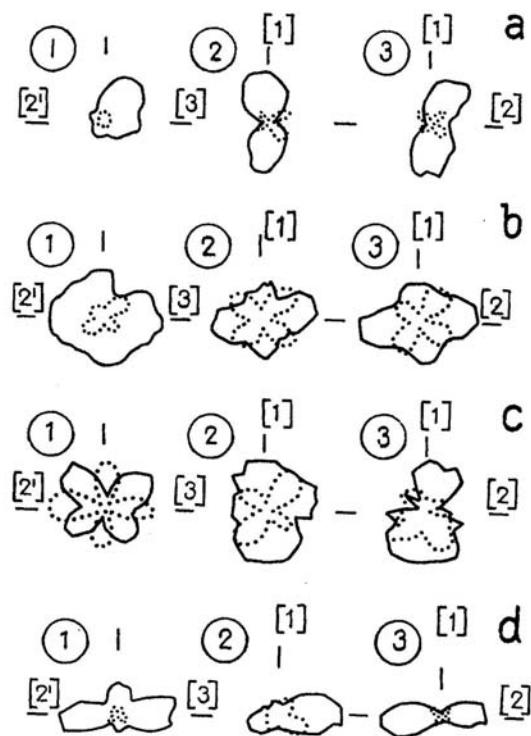 [1] [1] a
1 2 3
[2'] [3] [2]
[1] [1] b
1 2 3
[2'] [3] [2]
[1] [1] c
1 2 3
[2'] [3] [2]
[1] [1] d
1 2 3
[2'] [3] [2]